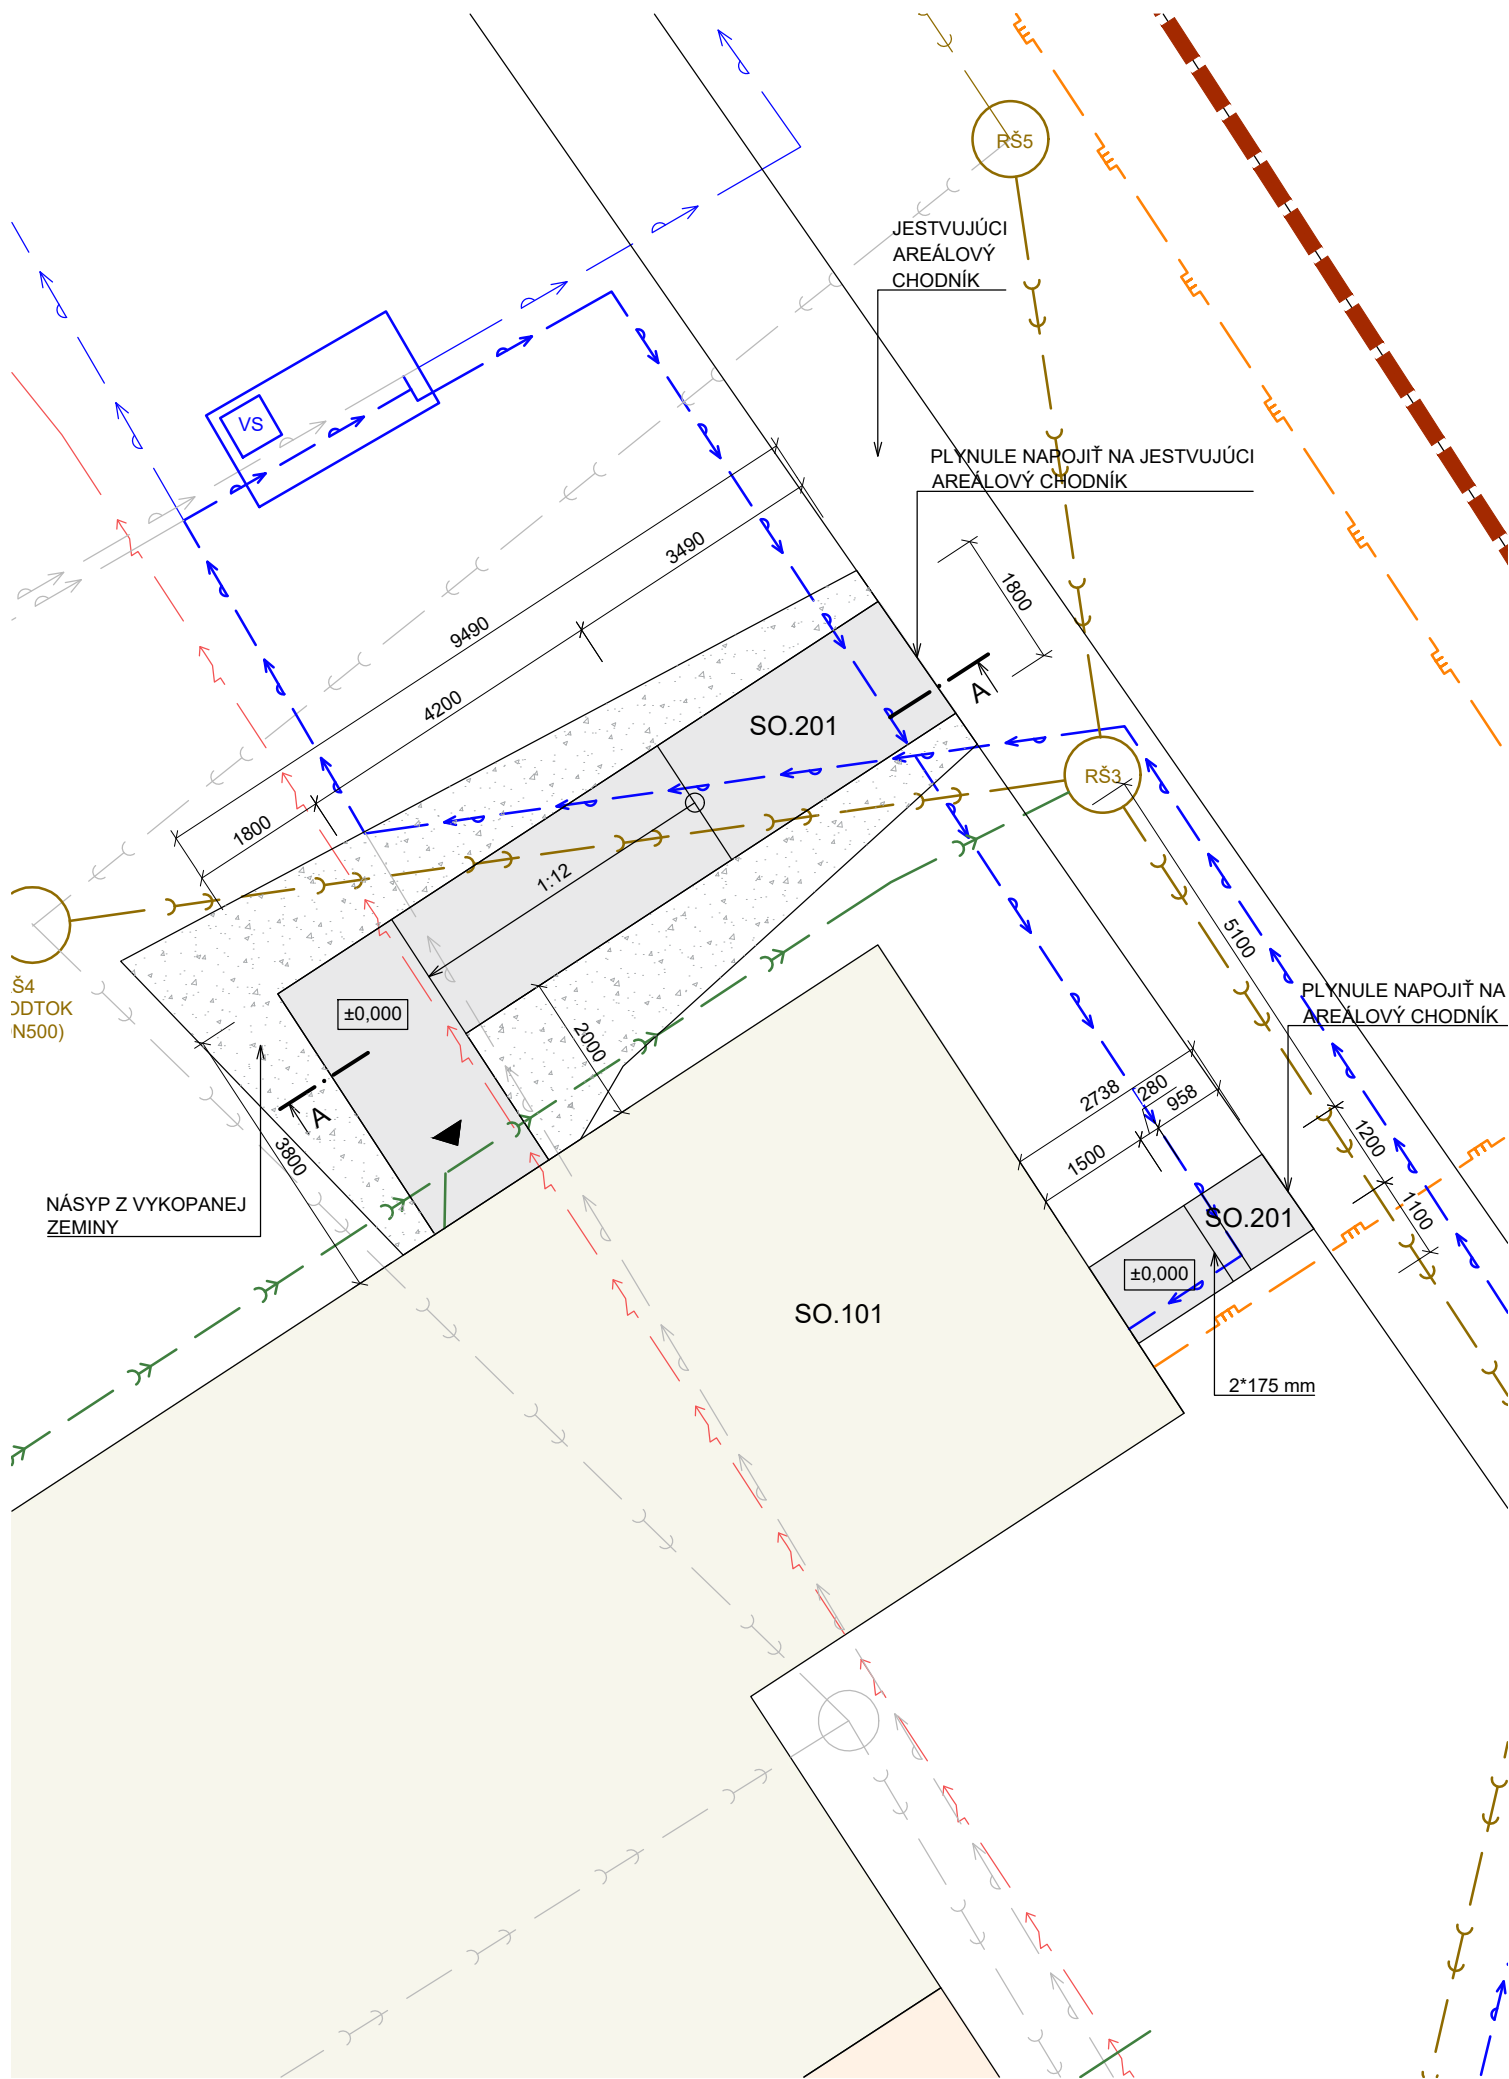 RŠ5
JESTVUJÚCI
AREÁLOVÝ
CHODNÍK
VS
PLYNULE NAPOJIŤ NA JESTVUJÚCI
AREÁLOVÝ CHODNÍK
3490
9490
1800
4200
SO.201
A
RŠ3
1800
1:12
5100
Š4
ODTOK
N500)
±0,000
2000
PLYNULE NAPOJIŤ NA
AREÁLOVÝ CHODNÍK
A
3800
2738
280
958
1500
1200
1100
NÁSYP Z VYKOPANEJ
ZEMINY
SO.201
±0,000
SO.101
2*175 mm